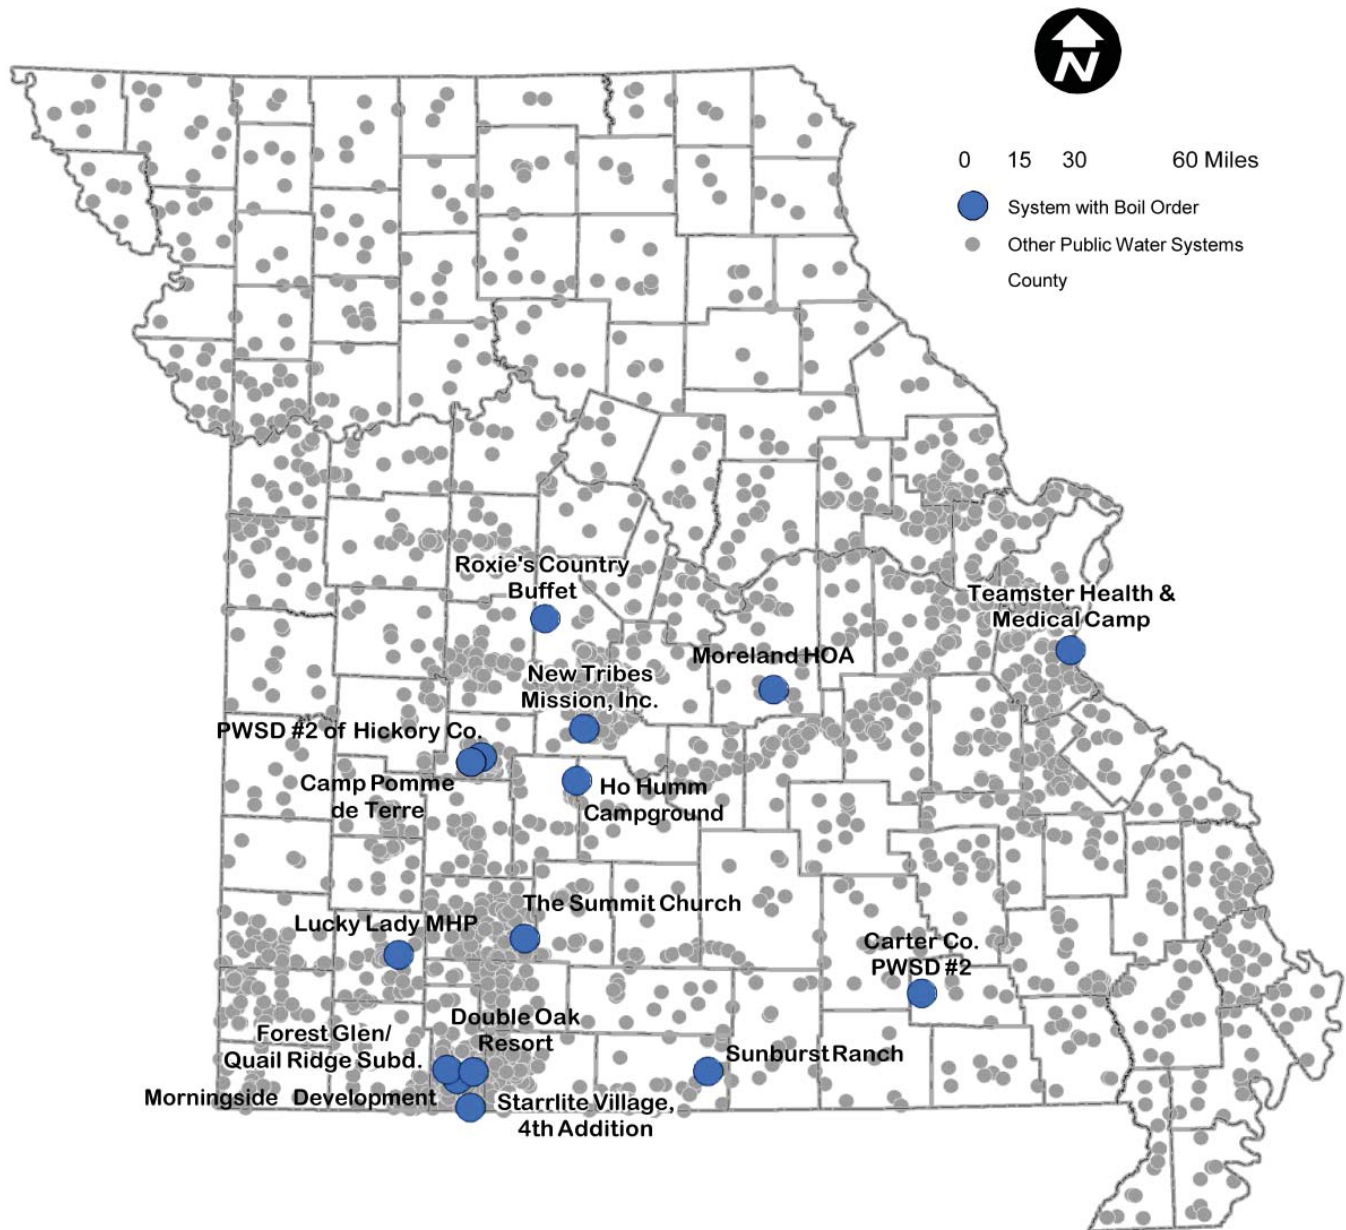 N
0 15 30 60 Miles
System with Boil Order
Other Public Water Systems
County
Roxie's Country
Buffet
Teamster Health &
Medical Camp
Moreland HOA
New Tribes
Mission, Inc.
PWSD #2 of Hickory Co.
Camp Pomme
de Terre
Ho Humm
Campground
The Summit Church
Lucky Lady MHP
Carter Co.
PWSD #2
Double Oak
Resort
Forest Glen/
Quail Ridge Subd.
Sunburst Ranch
Morningside Development
Starrlite Village,
4th Addition